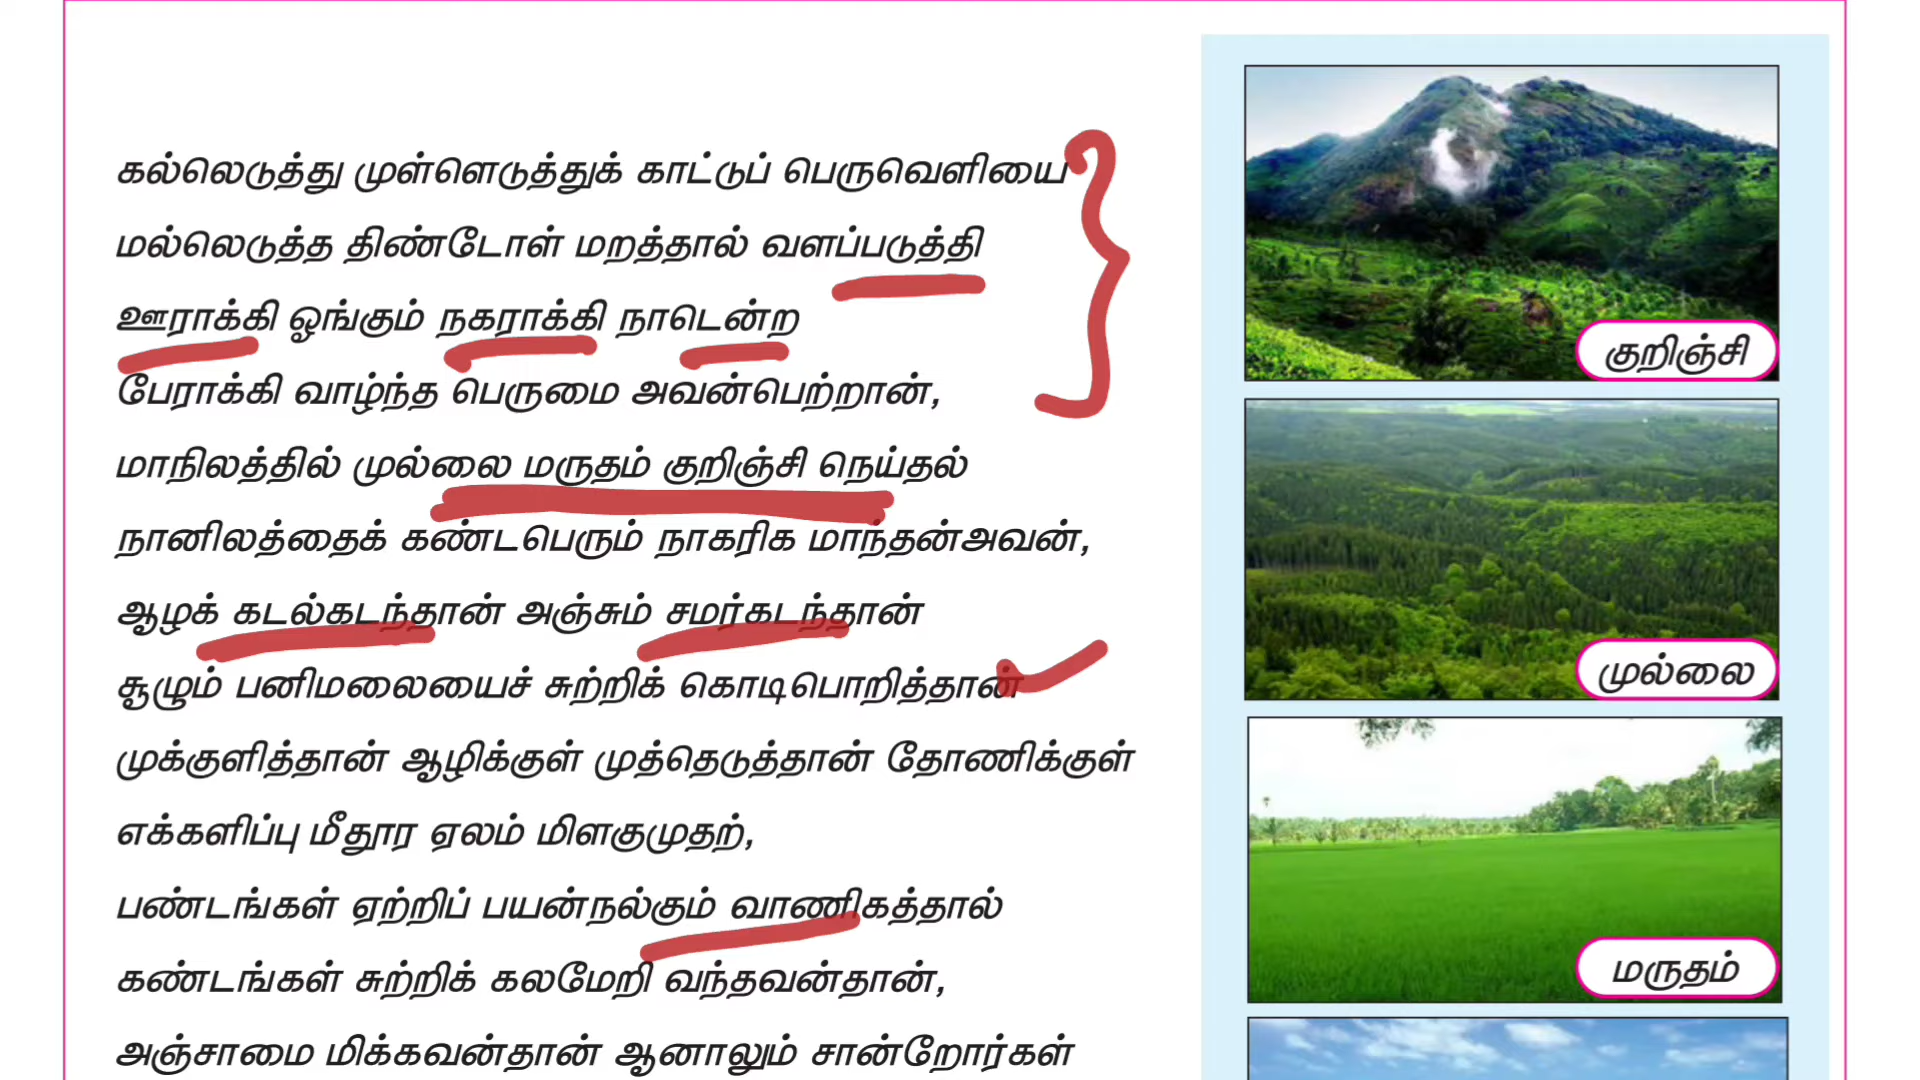 கல்லெடுத்து முள்ளெடுத்துக் காட்டுப் பெருவெளியை
மல்லெடுத்த திண்டோள் மறத்தால் வளப்படுத்தி
ஊராக்கி ஓங்கும் நகராக்கி நாடென்ற
பேராக்கி வாழ்ந்த பெருமை அவன்பெற்றான்,
மாநிலத்தில் முல்லை மருதம் குறிஞ்சி நெய்தல்
நானிலத்தைக் கண்டபெரும் நாகரிக மாந்தன்அவன்,
ஆழக் கடல்கடந்தான் அஞ்சும் சமர்கடந்தான்
சூழும் பனிமலையைச் சுற்றிக் கொடிபொறித்தான்
முக்குளித்தான் ஆழிக்குள் முத்தெடுத்தான் தோணிக்குள்
எக்களிப்பு மீதூர ஏலம் மிளகுமுதற்,
பண்டங்கள் ஏற்றிப் பயன்நல்கும் வாணிகத்தால்
கண்டங்கள் சுற்றிக் கலமேறி வந்தவன்தான்,
அஞ்சாமை மிக்கவன்தான் ஆனாலும் சான்றோர்கள்
குறிஞ்சி
முல்லை
மருதம்